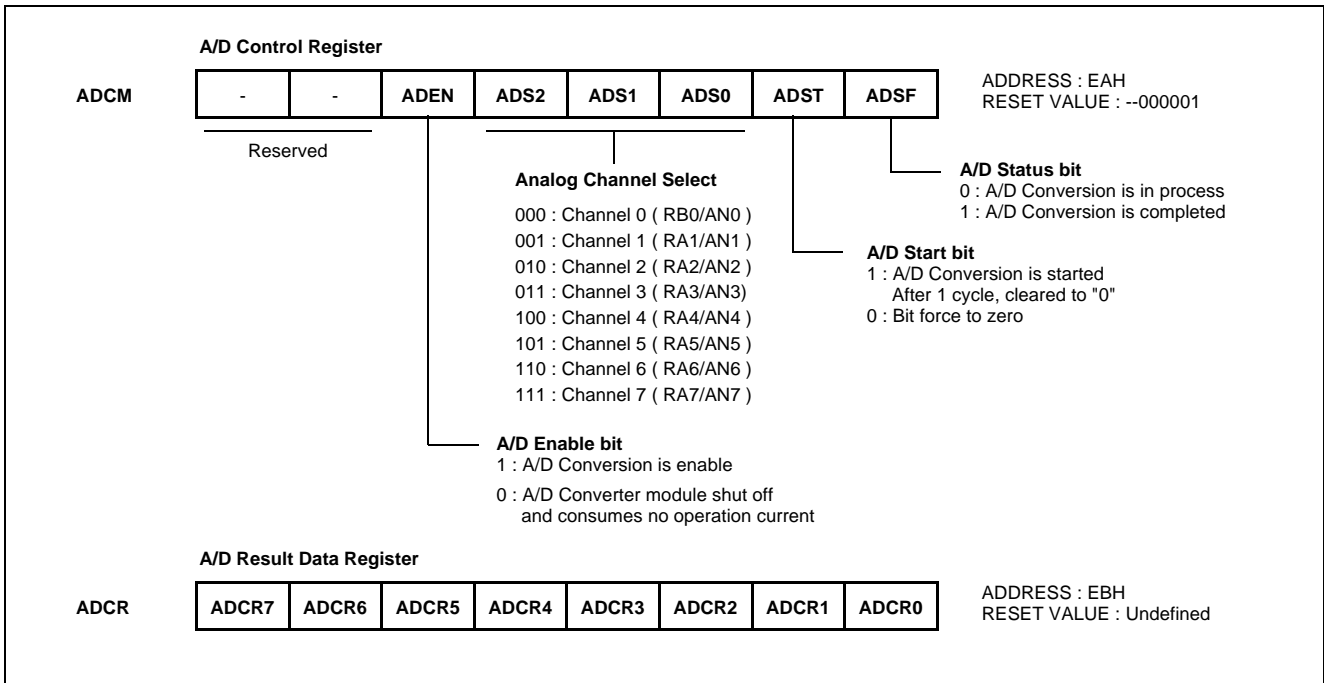 A/D Control Register
ADCM - - ADEN ADS2 ADS1 ADS0 ADST ADSF
ADDRESS : EAH
RESET VALUE : --000001
Reserved
Analog Channel Select
000 : Channel 0 ( RB0/AN0 )
001 : Channel 1 ( RA1/AN1 )
010 : Channel 2 ( RA2/AN2 )
011 : Channel 3 ( RA3/AN3)
100 : Channel 4 ( RA4/AN4 )
101 : Channel 5 ( RA5/AN5 )
110 : Channel 6 ( RA6/AN6 )
111 : Channel 7 ( RA7/AN7 )
A/D Status bit
0 : A/D Conversion is in process
1 : A/D Conversion is completed
A/D Start bit
1 : A/D Conversion is started
After 1 cycle, cleared to "0"
0 : Bit force to zero
A/D Enable bit
1 : A/D Conversion is enable
0 : A/D Converter module shut off
and consumes no operation current
A/D Result Data Register
ADCR ADCR7 ADCR6 ADCR5 ADCR4 ADCR3 ADCR2 ADCR1 ADCR0
ADDRESS : EBH
RESET VALUE : Undefined